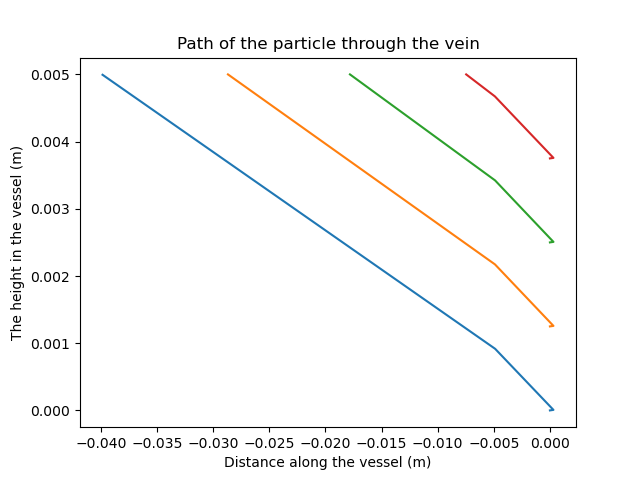 Path of the particle through the vein
0.005
0.004
0.003
0.002
0.001
0.000
The height in the vessel (m)
−0.040 −0.035 −0.030 −0.025 −0.020 −0.015 −0.010 −0.005 0.000
Distance along the vessel (m)